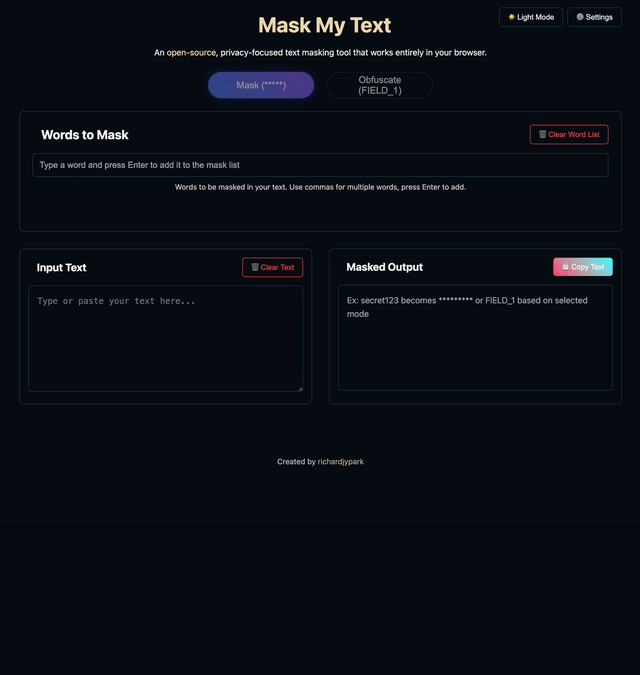 Mask My Text
☀️ Light Mode
⚙️ Settings
An open-source, privacy-focused text masking tool that works entirely in your browser.
Mask (*****)
Obfuscate
(FIELD_1)
Words to Mask
🗑️ Clear Word List
Type a word and press Enter to add it to the mask list
Words to be masked in your text. Use commas for multiple words, press Enter to add.
Input Text
🗑️ Clear Text
Type or paste your text here...
Masked Output
📋 Copy Text
Ex: secret123 becomes ********* or FIELD_1 based on selected
mode
Created by richardjypark